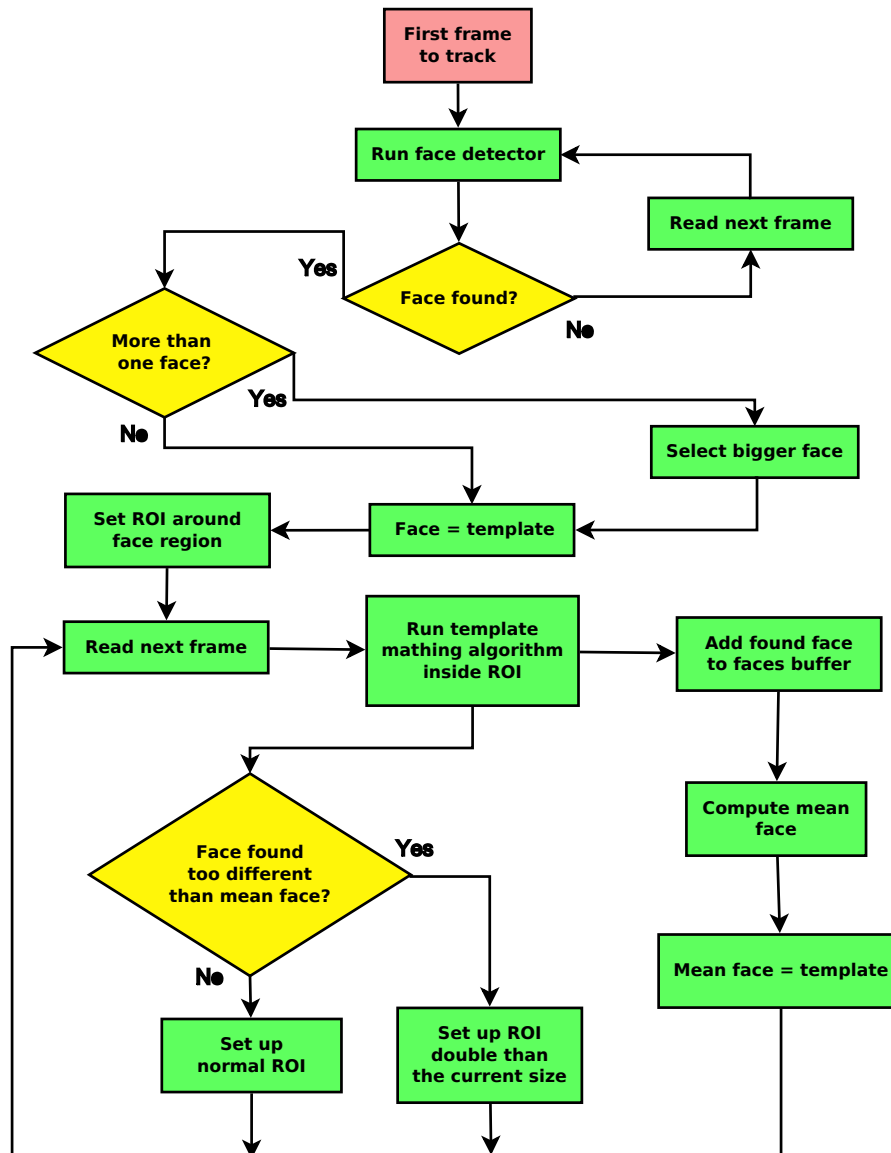 First frame
to track
Run face detector
Read next frame
Yes
Face found?
No
More than
one face?
Yes
No
Select bigger face
Set ROI around
face region
Face = template
Read next frame
Run template
mathing algorithm
inside ROI
Add found face
to faces buffer
Compute mean
face
Face found
too different
than mean face?
Yes
No
Mean face = template
Set up
normal ROI
Set up ROI
double than
the current size